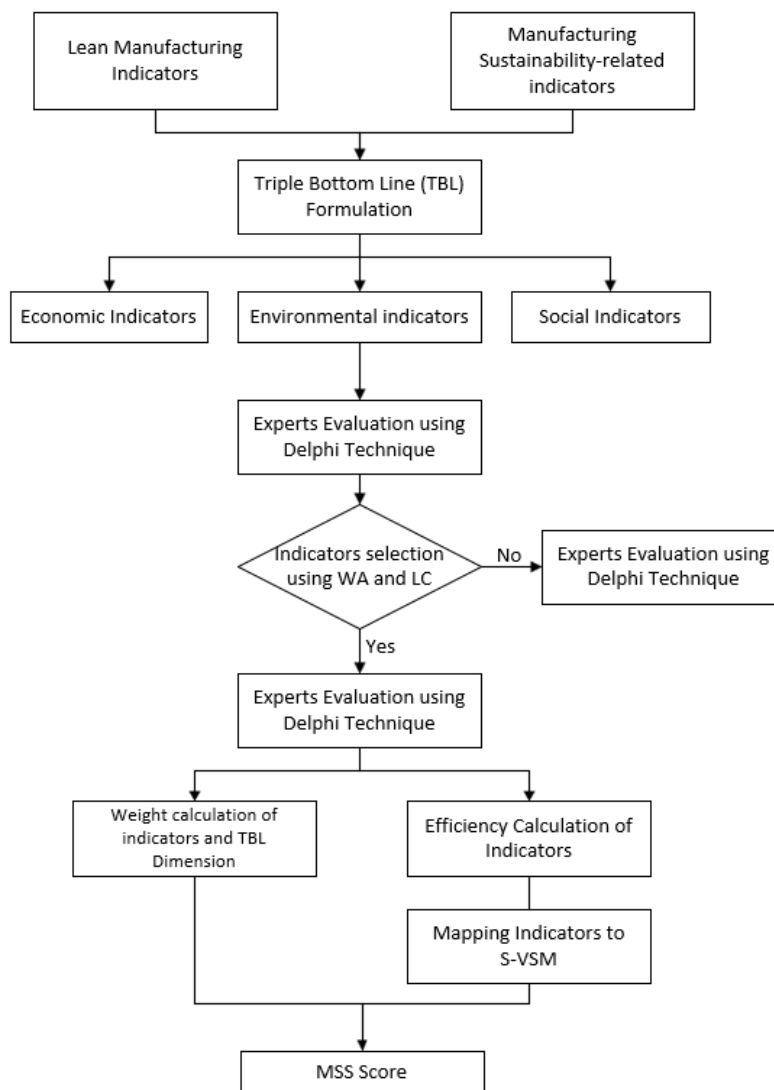 Lean Manufacturing
Indicators
Manufacturing
Sustainability-related
indicators
Triple Bottom Line (TBL)
Formulation
Economic Indicators
Environmental indicators
Social Indicators
Experts Evaluation using
Delphi Technique
Indicators selection
using WA and LC
No
Experts Evaluation using
Delphi Technique
Yes
Experts Evaluation using
Delphi Technique
Weight calculation of
indicators and TBL
Dimension
Efficiency Calculation of
Indicators
Mapping Indicators to
S-VSM
MSS Score